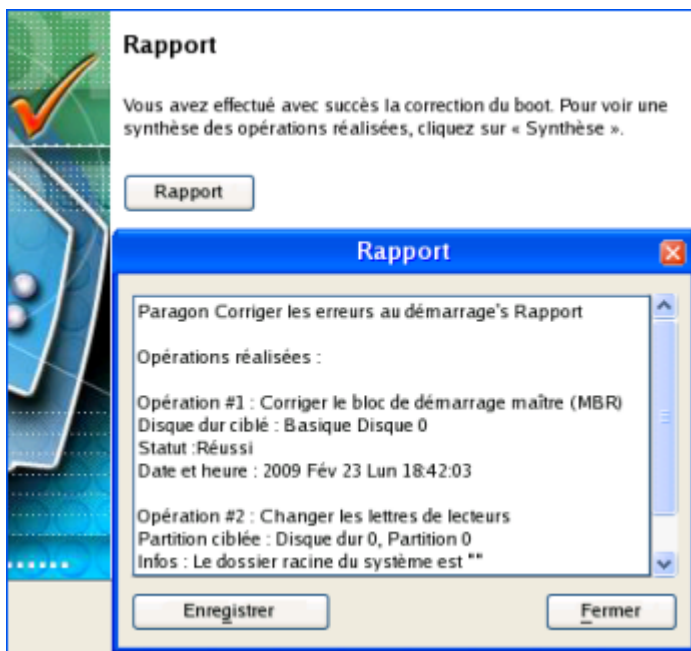 Rapport
Vous avez effectué avec succès la correction du boot. Pour voir une
synthèse des opérations réalisées, cliquez sur « Synthèse ».
Rapport
Rapport
Paragon Corriger les erreurs au démarrage's Rapport
Opérations réalisées :
Opération #1 : Corriger le bloc de démarrage maître (MBR)
Disque dur ciblé : Basique Disque 0
Statut :Réussi
Date et heure : 2009 Fév 23 Lun 18:42:03
Opération #2 : Changer les lettres de lecteurs
Partition ciblée : Disque dur 0, Partition 0
Infos : Le dossier racine du système est ""
Enregistrer
Fermer